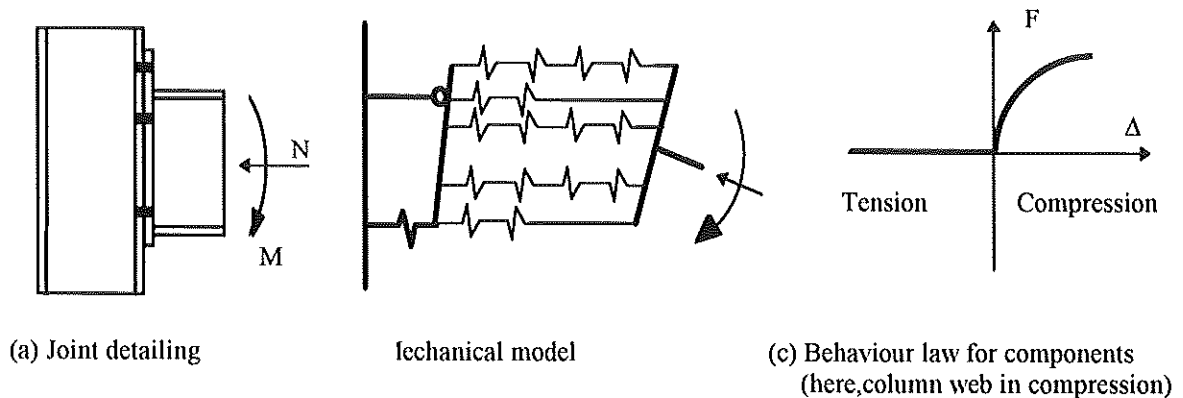 N
M
F
Δ
Tension
Compression
(a) Joint detailing
lechanical model
(c) Behaviour law for components
(here,column web in compression)